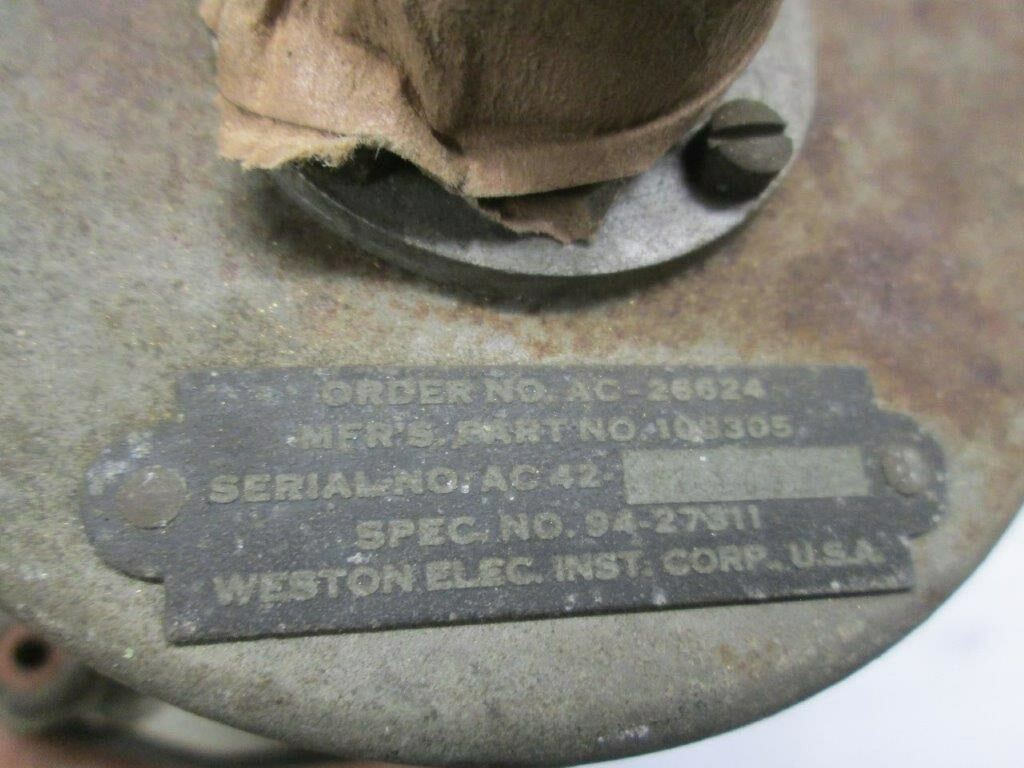 ORDER NO. AC-26624
MFR'S. PART NO. 103305
SERIAL NO. AC 42-
SPEC. NO. 94-27311
WESTON ELEC. INST. CORP., U.S.A.